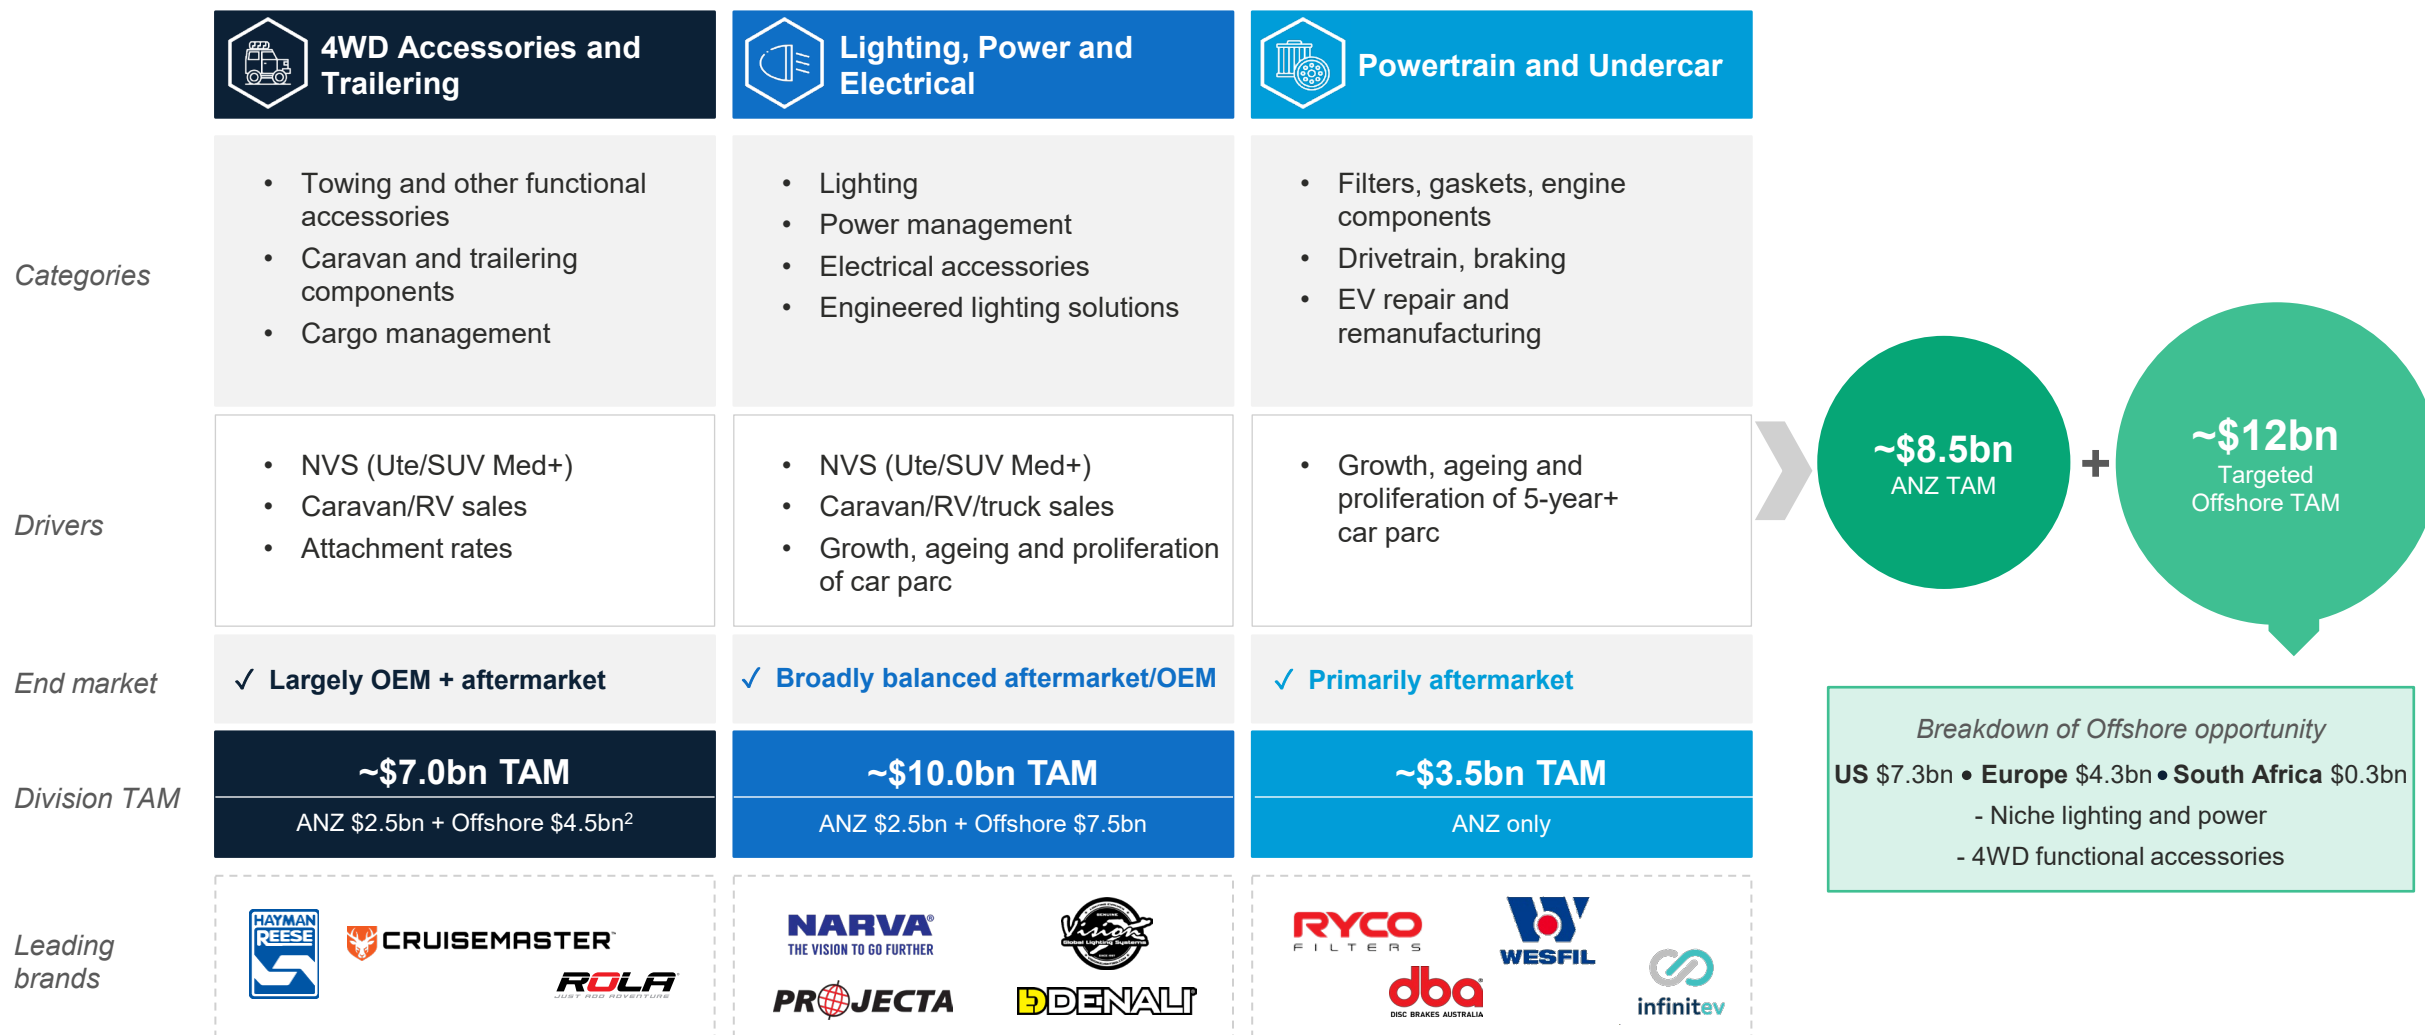 4WD Accessories and
Trailering
Lighting, Power and
Electrical
Powertrain and Undercar
Categories
• Towing and other functional
accessories
• Caravan and trailering
components
• Cargo management
• Lighting
• Power management
• Electrical accessories
• Engineered lighting solutions
• Filters, gaskets, engine
components
• Drivetrain, braking
• EV repair and
remanufacturing
Drivers
• NVS (Ute/SUV Med+)
• Caravan/RV sales
• Attachment rates
• NVS (Ute/SUV Med+)
• Caravan/RV/truck sales
• Growth, ageing and proliferation
of car parc
• Growth, ageing and
proliferation of 5-year+
car parc
End market
✓ Largely OEM + aftermarket
✓ Broadly balanced aftermarket/OEM
✓ Primarily aftermarket
Division TAM
~$7.0bn TAM
ANZ $2.5bn + Offshore $4.5bn²
~$10.0bn TAM
ANZ $2.5bn + Offshore $7.5bn
~$3.5bn TAM
ANZ only
Leading
brands
HAYMAN
REESE
CRUISEMASTER™
ROLA
JUST ADD ADVENTURE
NARVA®
THE VISION TO GO FURTHER
GENUINE
Vision
Global Lighting Systems
PROJECTA
DENALI
RYCO
FILTERS
WESFIL
dba
DISC BRAKES AUSTRALIA
infinitev
~$8.5bn
ANZ TAM
+
~$12bn
Targeted
Offshore TAM
Breakdown of Offshore opportunity
US $7.3bn • Europe $4.3bn • South Africa $0.3bn
- Niche lighting and power
- 4WD functional accessories